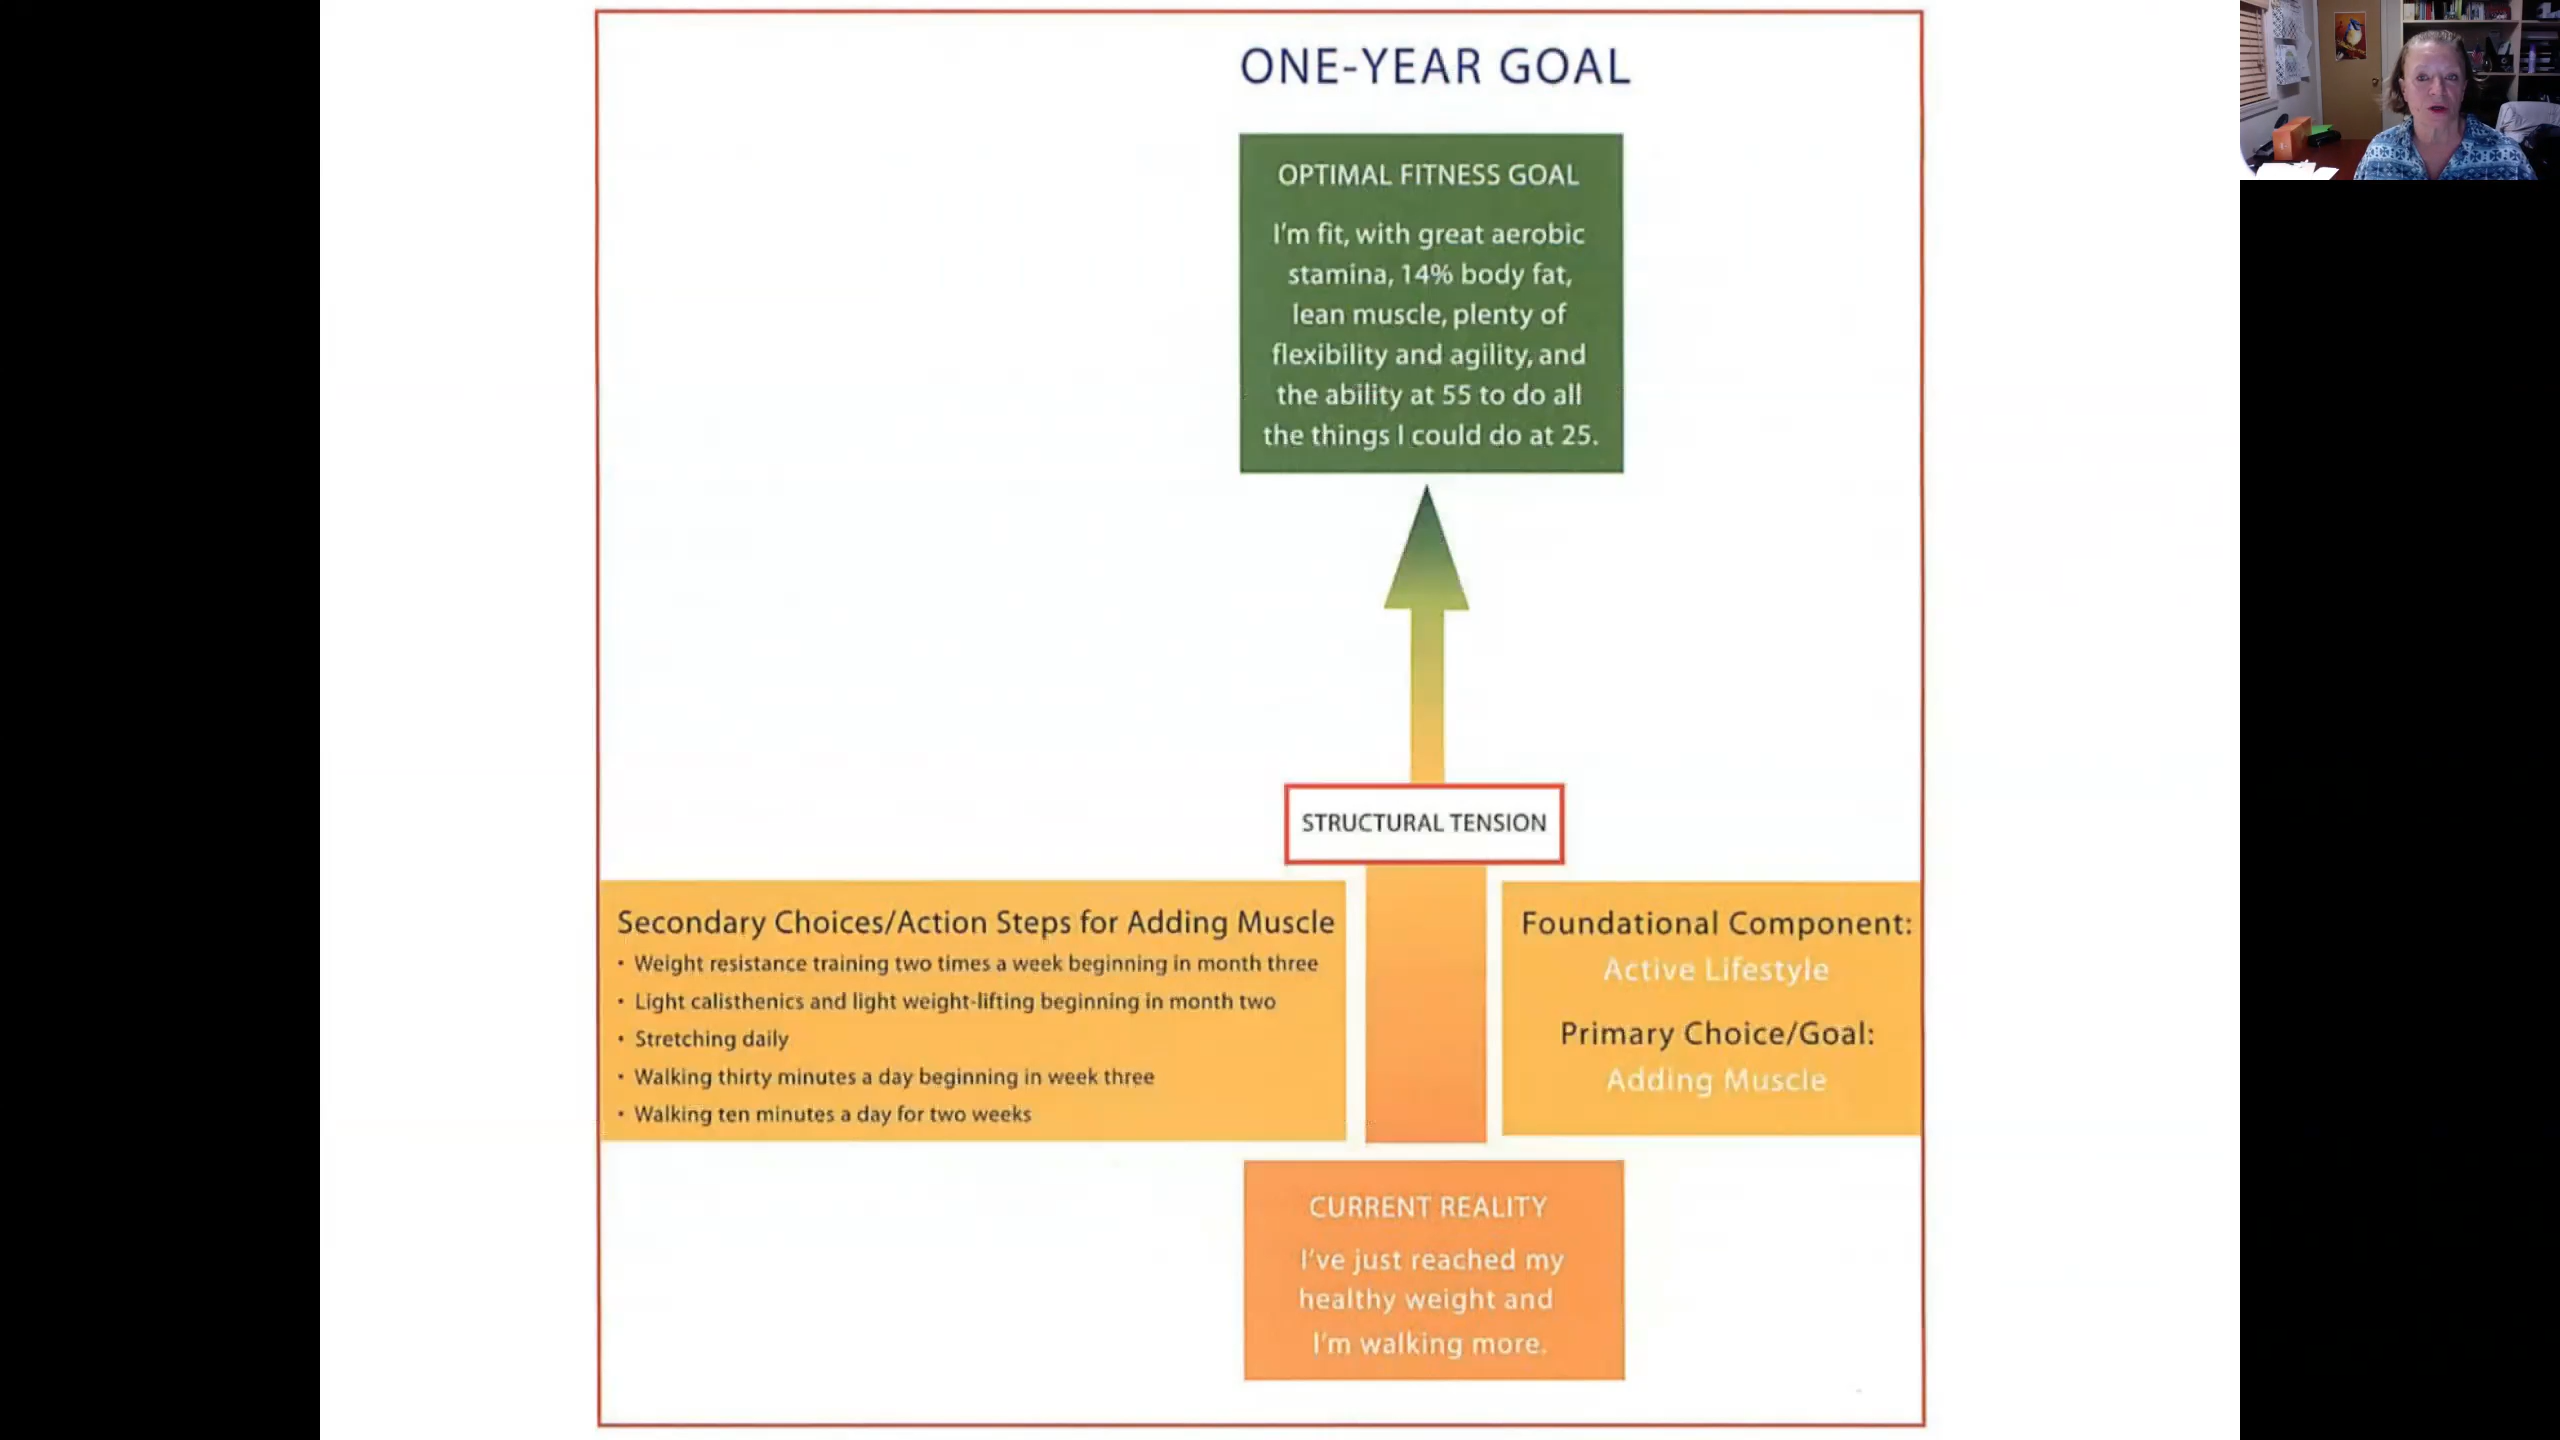 ONE-YEAR GOAL
OPTIMAL FITNESS GOAL
I'm fit, with great aerobic
stamina, 14% body fat,
lean muscle, plenty of
flexibility and agility, and
the ability at 55 to do all
the things I could do at 25.
STRUCTURAL TENSION
Secondary Choices/Action Steps for Adding Muscle
• Weight resistance training two times a week beginning in month three
• Light calisthenics and light weight-lifting beginning in month two
• Stretching daily
• Walking thirty minutes a day beginning in week three
• Walking ten minutes a day for two weeks
Foundational Component:
Active Lifestyle
Primary Choice/Goal:
Adding Muscle
CURRENT REALITY
I've just reached my
healthy weight and
I'm walking more.